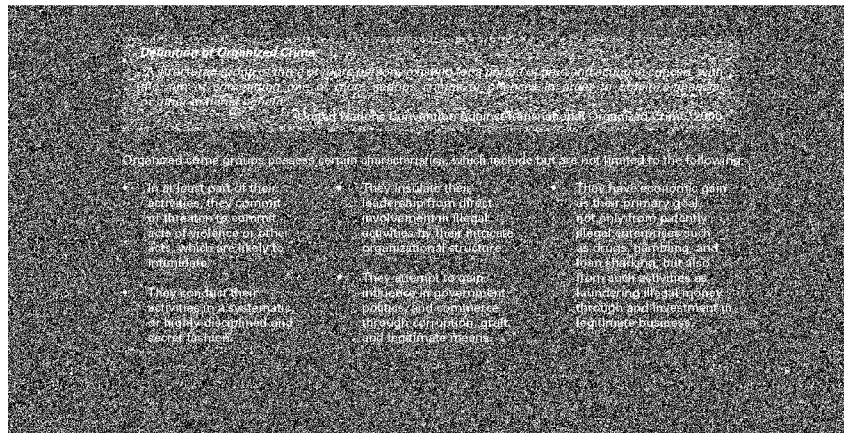 Definition of Organized Crime
"A structured group of three or more persons existing for a period of time and acting in concert with
the aim of committing one or more serious crimes or offences in order to obtain a financial
or other material benefit."
United Nations Convention Against Transnational Organized Crime, 2000
Organized crime groups possess certain characteristics, which include but are not limited to the following:
• In at least part of their
activities, they commit
or threaten to commit
acts of violence or other
acts, which are likely to
intimidate.
• They conduct their
activities in a systematic,
or highly disciplined and
secret fashion.
• They insulate their
leadership from direct
involvement in illegal
activities by their intricate
organizational structure.
• They attempt to gain
influence in government,
politics, and commerce
through corruption, graft,
and legitimate means.
• They have economic gain
as their primary goal,
not only from patently
illegal enterprises such
as drugs, gambling, and
loan sharking, but also
from such activities as
laundering illegal money
through and investment in
legitimate business.